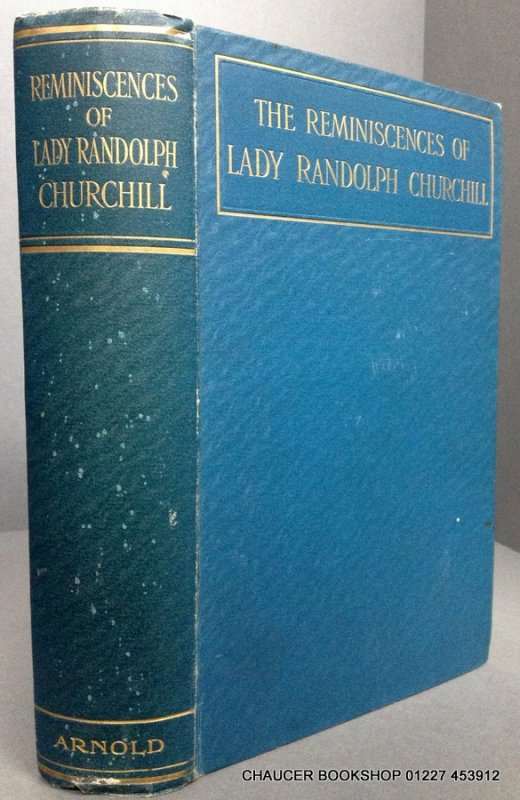 REMINISCENCES
OF
LADY RANDOLPH
CHURCHILL
ARNOLD
THE REMINISCENCES OF
LADY RANDOLPH CHURCHILL
CHAUCER BOOKSHOP 01227 453912